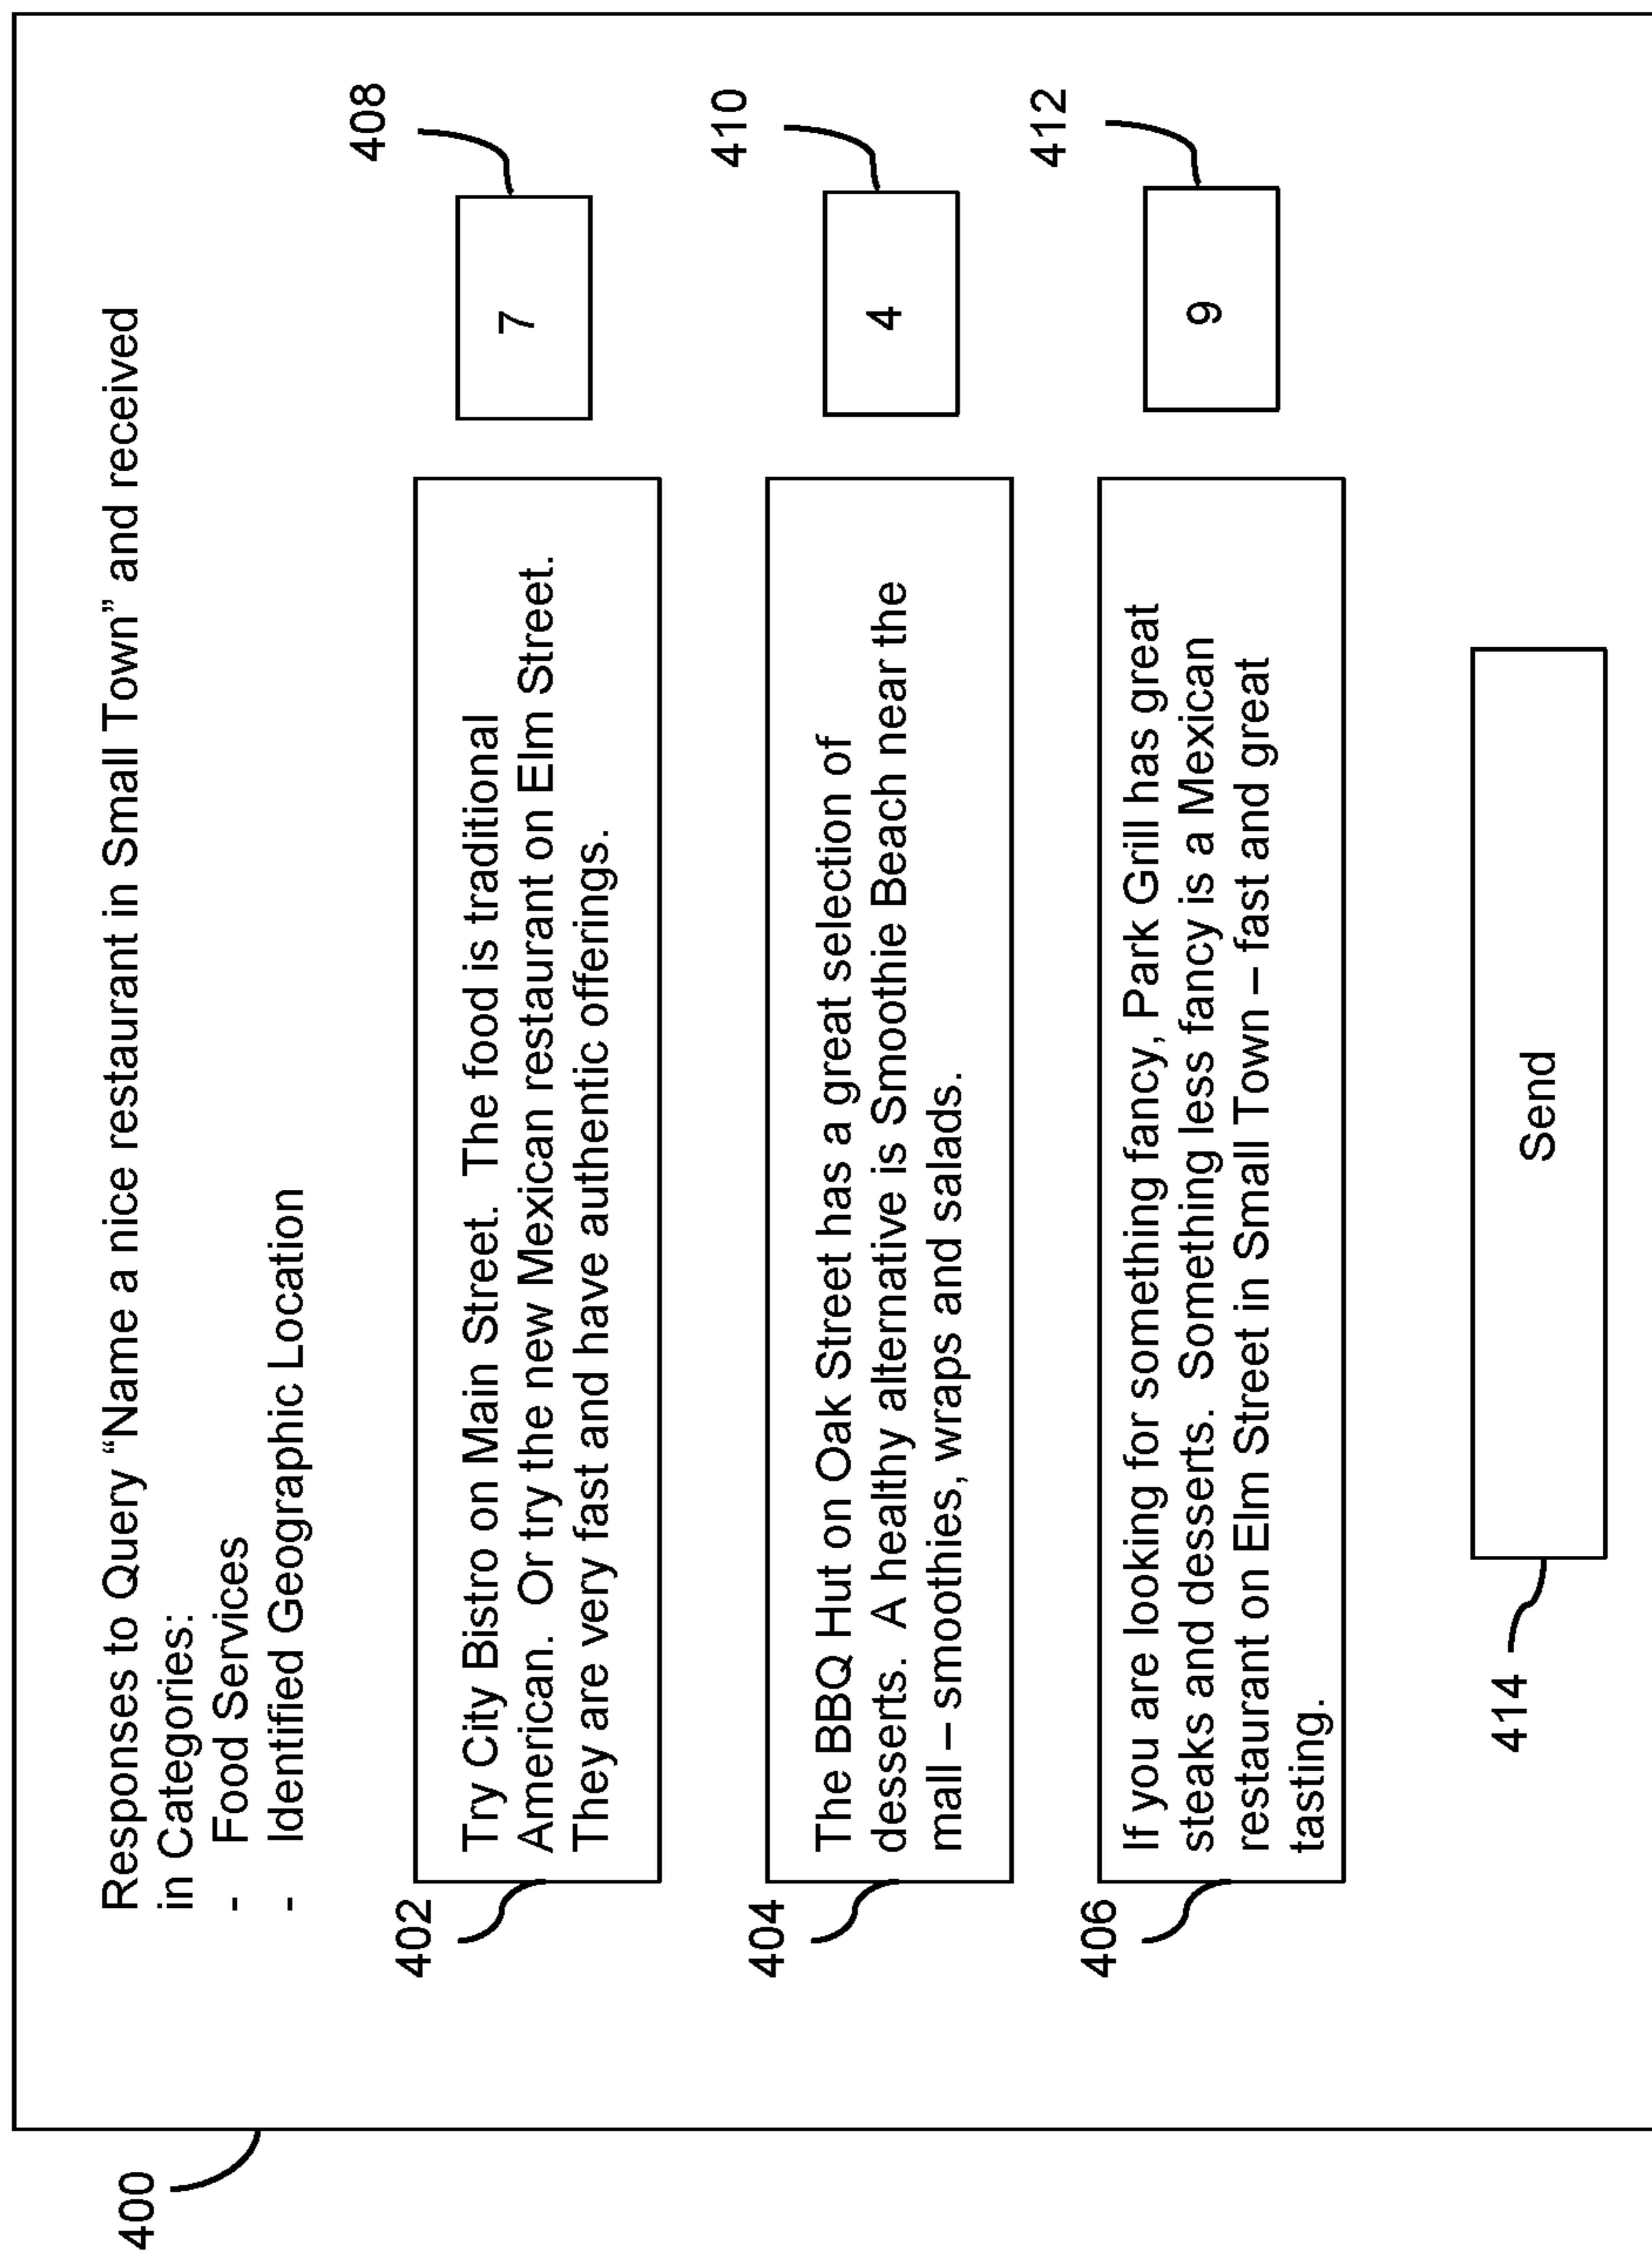 400
Responses to Query “Name a nice restaurant in Small Town” and received
in Categories:
- Food Services
- Identified Geographic Location
402
Try City Bistro on Main Street. The food is traditional
American. Or try the new Mexican restaurant on Elm Street.
They are very fast and have authentic offerings.
408
7
404
The BBQ Hut on Oak Street has a great selection of
desserts. A healthy alternative is Smoothie Beach near the
mall – smoothies, wraps and salads.
410
4
406
If you are looking for something fancy, Park Grill has great
steaks and desserts. Something less fancy is a Mexican
restaurant on Elm Street in Small Town – fast and great
tasting.
412
9
414
Send